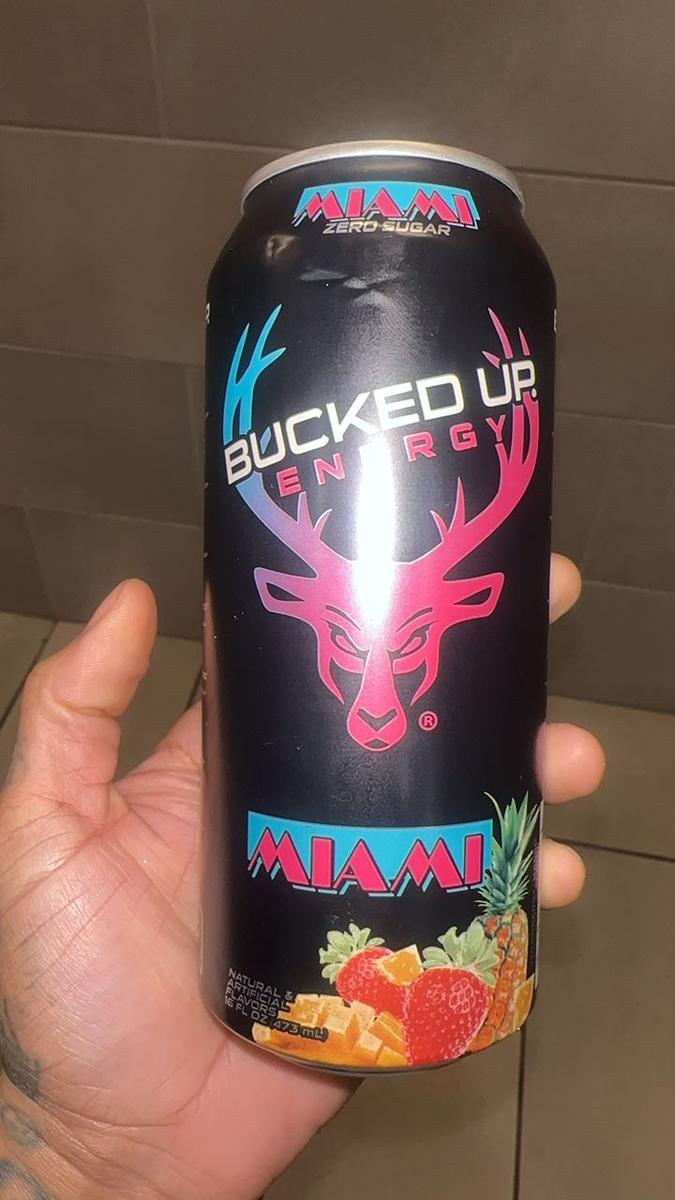 MIAMI
ZERO SUGAR
BUCKED UP.
ENERGY
®
MIAMI
NATURAL &
ARTIFICIAL
FLAVORS
16 FL OZ (473 mL)